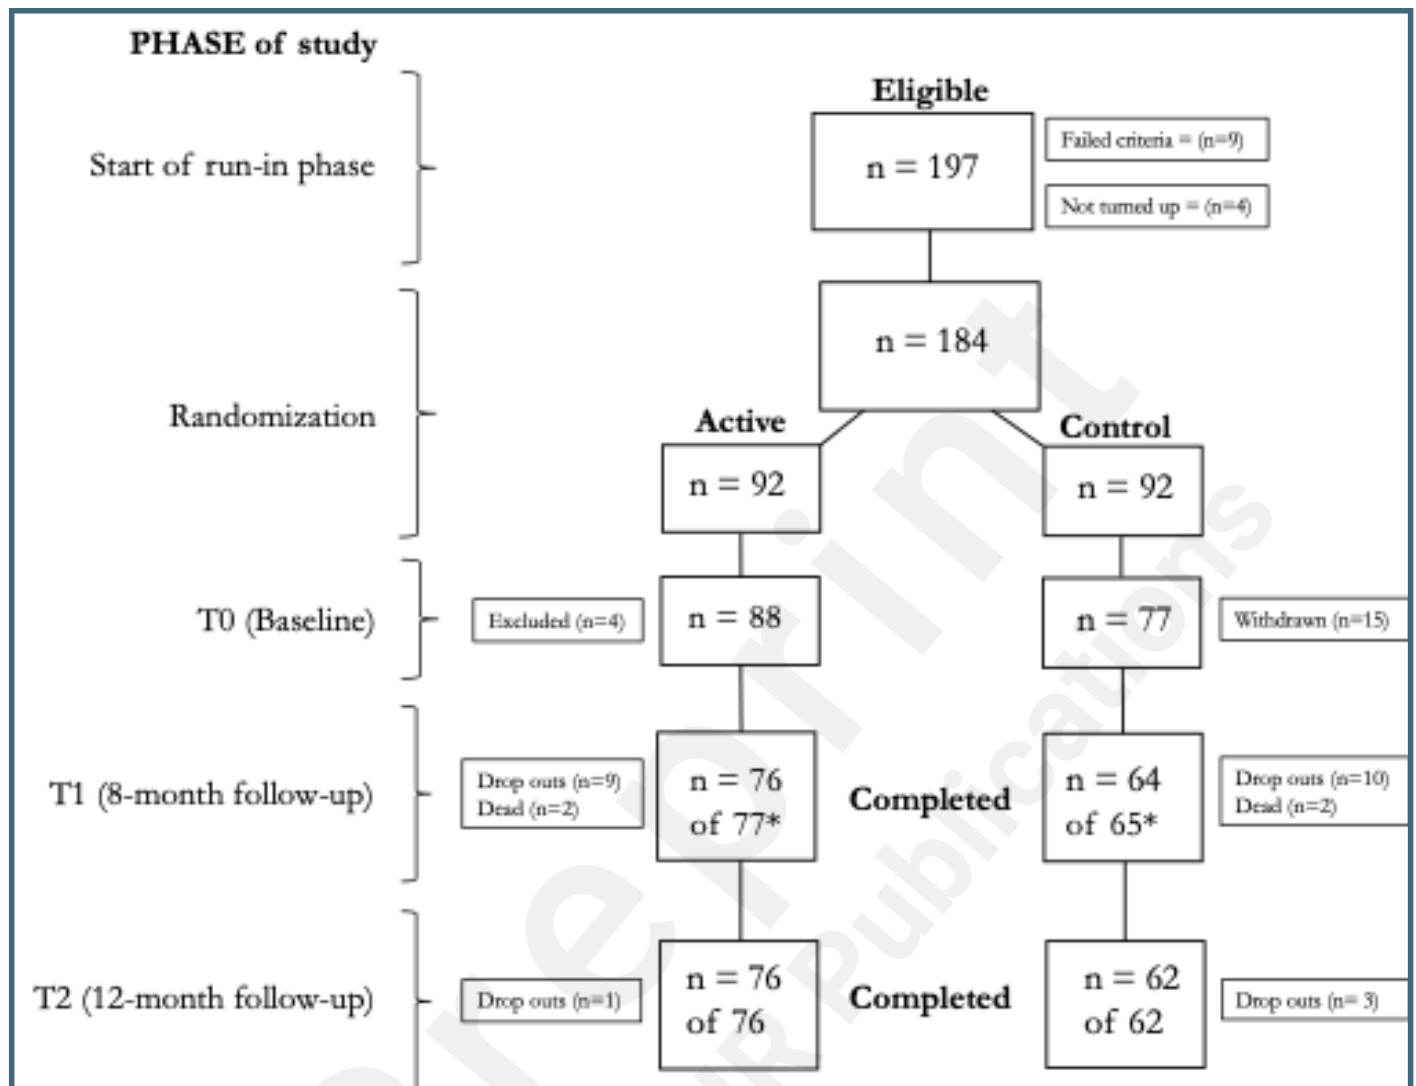 PHASE of study
Eligible
Start of run-in phase
n = 197
Failed criteria = (n=9)
Not turned up = (n=4)
n = 184
Randomization
Active
Control
n = 92
n = 92
T0 (Baseline)
Excluded (n=4)
n = 88
n = 77
Withdrawn (n=15)
T1 (8-month follow-up)
Drop outs (n=9)
Dead (n=2)
n = 76
of 77*
Completed
n = 64
of 65*
Drop outs (n=10)
Dead (n=2)
T2 (12-month follow-up)
Drop outs (n=1)
n = 76
of 76
Completed
n = 62
of 62
Drop outs (n= 3)
reprint
R Publications